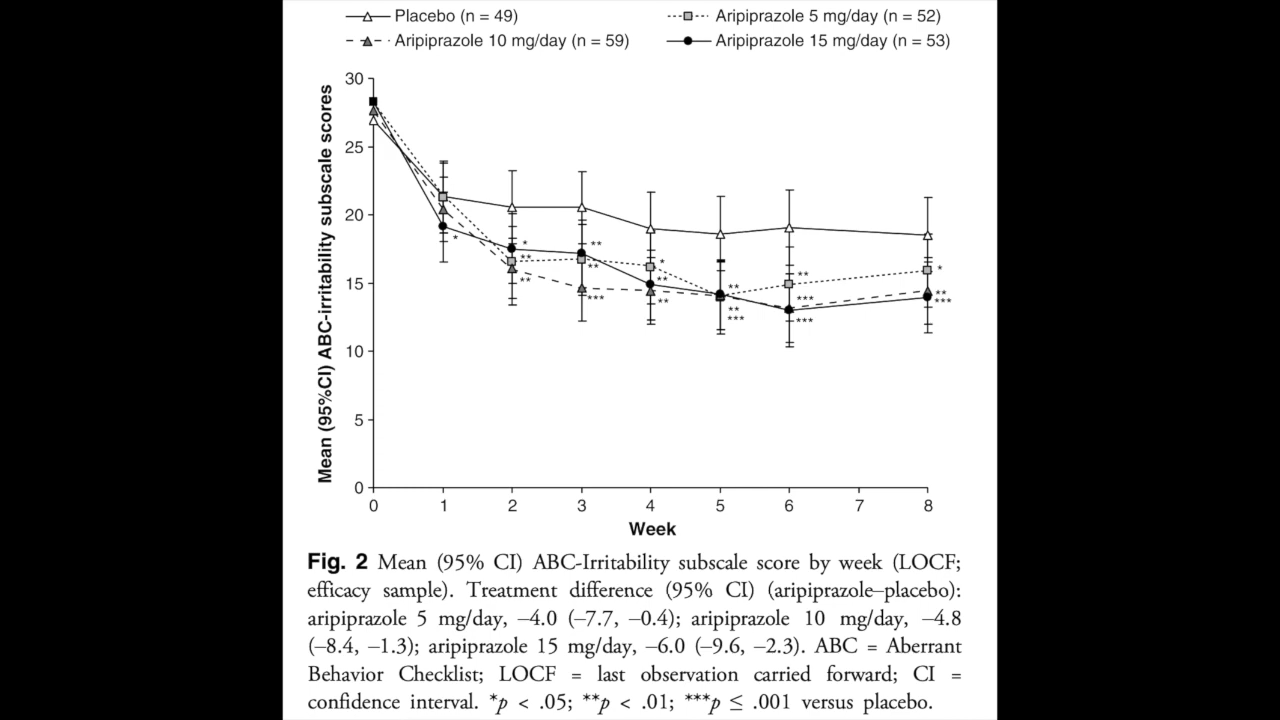 Placebo (n = 49)
Aripiprazole 5 mg/day (n = 52)
Aripiprazole 10 mg/day (n = 59)
Aripiprazole 15 mg/day (n = 53)
Mean (95%CI) ABC-irritability subscale scores
30
25
20
15
10
5
0
*
*
**
**
**
**
***
*
**
**
**
**
***
**
***
***
*
**
***
0 1 2 3 4 5 6 7 8
Week
Fig. 2 Mean (95% CI) ABC-Irritability subscale score by week (LOCF;
efficacy sample). Treatment difference (95% CI) (aripiprazole–placebo):
aripiprazole 5 mg/day, –4.0 (–7.7, –0.4); aripiprazole 10 mg/day, –4.8
(–8.4, –1.3); aripiprazole 15 mg/day, –6.0 (–9.6, –2.3). ABC = Aberrant
Behavior Checklist; LOCF = last observation carried forward; CI =
confidence interval. *p < .05; **p < .01; ***p ≤ .001 versus placebo.